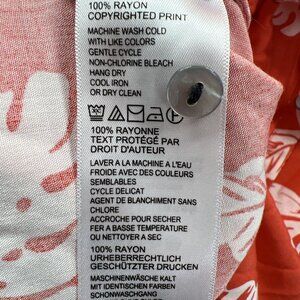 100% RAYON
COPYRIGHTED PRINT
MACHINE WASH COLD
WITH LIKE COLORS
GENTLE CYCLE
NON-CHLORINE BLEACH
HANG DRY
COOL IRON
OR DRY CLEAN
100% RAYONNE
TEXT PROTÉGÉ PAR
DROIT D'AUTEUR
LAVER A LA MACHINE A L'EAU
FROIDE AVEC DES COULEURS
SEMBLABLES
CYCLE DELICAT
AGENT DE BLANCHIMENT SANS
CHLORE
ACCROCHE POUR SECHER
FER A BASSE TEMPERATURE
OU NETTOYER A SEC
100% RAYON
URHEBERRECHTLICH
GESCHÜTZTER DRUCKEN
MASCHINENWÄSCHE KALT
MIT IDENTISCHEN FARBEN
SCHONWASCHGANG